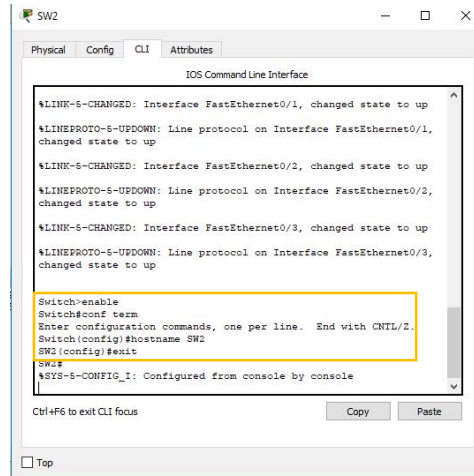 SW2
Physical Config CLI Attributes
IOS Command Line Interface
%LINK-5-CHANGED: Interface FastEthernet0/1, changed state to up
%LINEPROTO-5-UPDOWN: Line protocol on Interface FastEthernet0/1,
changed state to up
%LINK-5-CHANGED: Interface FastEthernet0/2, changed state to up
%LINEPROTO-5-UPDOWN: Line protocol on Interface FastEthernet0/2,
changed state to up
%LINK-5-CHANGED: Interface FastEthernet0/3, changed state to up
%LINEPROTO-5-UPDOWN: Line protocol on Interface FastEthernet0/3,
changed state to up
Switch>enable
Switch#conf term
Enter configuration commands, one per line.  End with CNTL/Z.
Switch(config)#hostname SW2
SW2(config)#exit
SW2#
%SYS-5-CONFIG_I: Configured from console by console
Ctrl+F6 to exit CLI focus
Copy Paste
Top